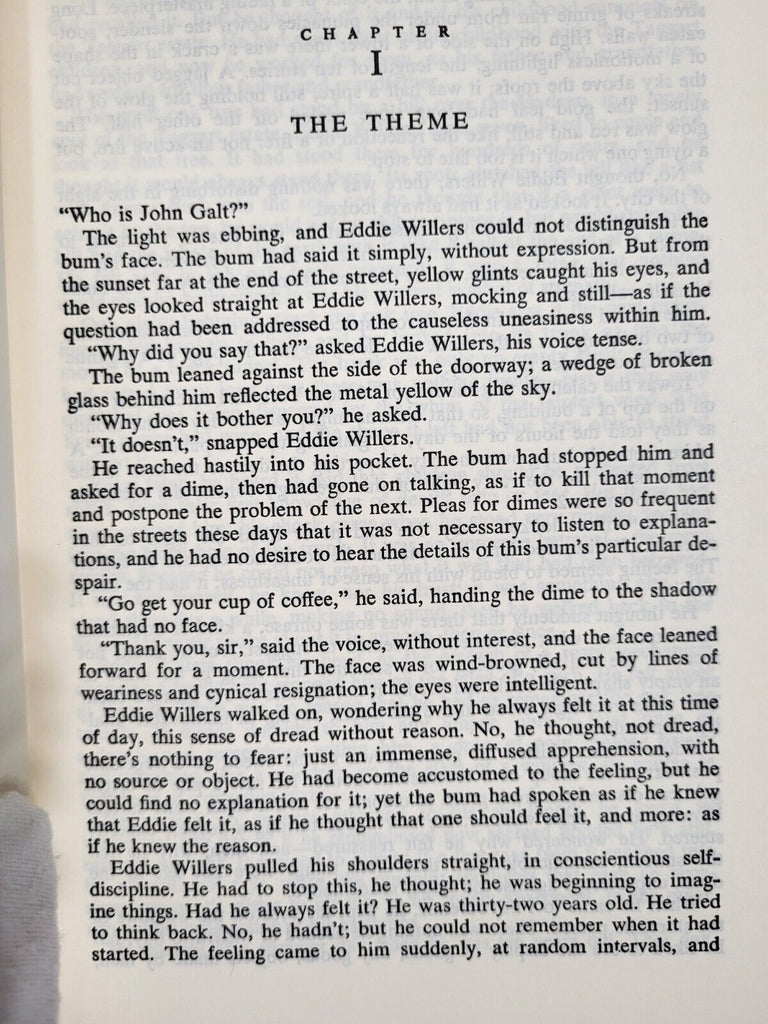 CHAPTER
I
THE THEME
“Who is John Galt?”
The light was ebbing, and Eddie Willers could not distinguish the
bum’s face. The bum had said it simply, without expression. But from
the sunset far at the end of the street, yellow glints caught his eyes, and
the eyes looked straight at Eddie Willers, mocking and still—as if the
question had been addressed to the causeless uneasiness within him.
“Why did you say that?” asked Eddie Willers, his voice tense.
The bum leaned against the side of the doorway; a wedge of broken
glass behind him reflected the metal yellow of the sky.
“Why does it bother you?” he asked.
“It doesn’t,” snapped Eddie Willers.
He reached hastily into his pocket. The bum had stopped him and
asked for a dime, then had gone on talking, as if to kill that moment
and postpone the problem of the next. Pleas for dimes were so frequent
in the streets these days that it was not necessary to listen to explana-
tions, and he had no desire to hear the details of this bum’s particular de-
spair.
“Go get your cup of coffee,” he said, handing the dime to the shadow
that had no face.
“Thank you, sir,” said the voice, without interest, and the face leaned
forward for a moment. The face was wind-browned, cut by lines of
weariness and cynical resignation; the eyes were intelligent.
Eddie Willers walked on, wondering why he always felt it at this time
of day, this sense of dread without reason. No, he thought, not dread,
there’s nothing to fear: just an immense, diffused apprehension, with
no source or object. He had become accustomed to the feeling, but he
could find no explanation for it; yet the bum had spoken as if he knew
that Eddie felt it, as if he thought that one should feel it, and more: as
if he knew the reason.
Eddie Willers pulled his shoulders straight, in conscientious self-
discipline. He had to stop this, he thought; he was beginning to imag-
ine things. Had he always felt it? He was thirty-two years old. He tried
to think back. No, he hadn’t; but he could not remember when it had
started. The feeling came to him suddenly, at random intervals, and